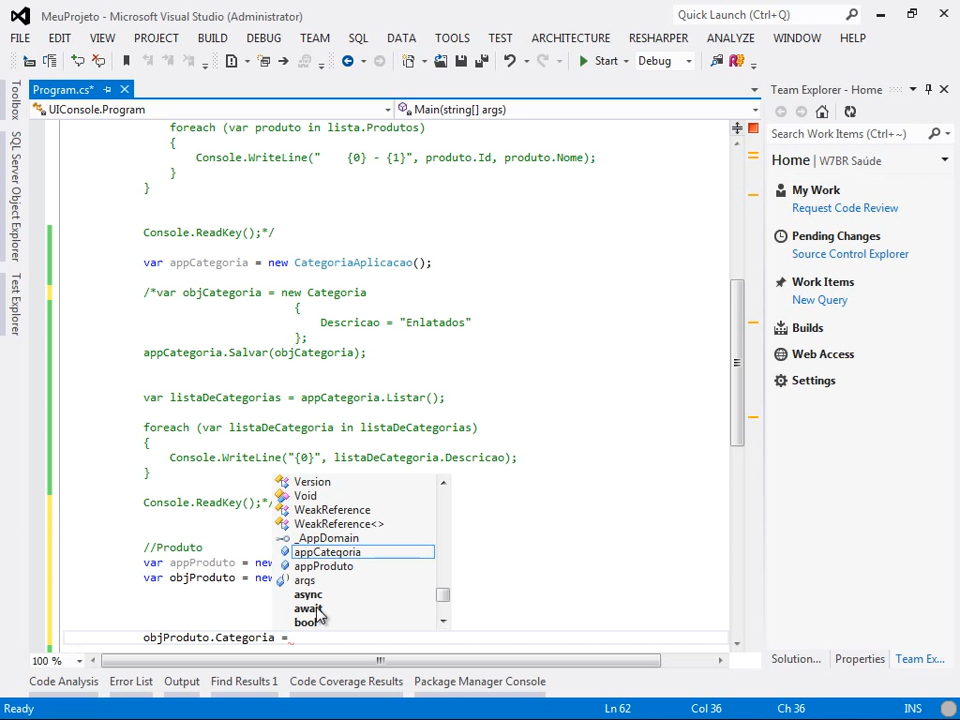 MeuProjeto - Microsoft Visual Studio (Administrator)
Quick Launch (Ctrl+Q)
FILE EDIT VIEW PROJECT BUILD DEBUG TEAM SQL DATA TOOLS TEST ARCHITECTURE RESHARPER ANALYZE WINDOW HELP
Start Debug
Program.cs*
UIConsole.Program
Main(string[] args)
Toolbox
SQL Server Object Explorer
Test Explorer
foreach (var produto in lista.Produtos)
{
Console.WriteLine("    {0} - {1}", produto.Id, produto.Nome);
}
}
Console.ReadKey();*/
var appCategoria = new CategoriaAplicacao();
/*var objCategoria = new Categoria
{
Descricao = "Enlatados"
};
appCategoria.Salvar(objCategoria);
var listaDeCategorias = appCategoria.Listar();
foreach (var listaDeCategoria in listaDeCategorias)
{
Console.WriteLine("{0}", listaDeCategoria.Descricao);
}
Console.ReadKey();*/
//Produto
var appProduto = new
var objProduto = new
objProduto.Categoria =
Version
Void
WeakReference
WeakReference<>
_AppDomain
appCategoria
appProduto
args
async
await
bool
100 %
Team Explorer - Home
Search Work Items (Ctrl+~)
Home | W7BR Saúde
My Work
Request Code Review
Pending Changes
Source Control Explorer
Work Items
New Query
Builds
Web Access
Settings
Solution... Properties Team Ex...
Code Analysis Error List Output Find Results 1 Code Coverage Results Package Manager Console
Ready Ln 62 Col 36 Ch 36 INS